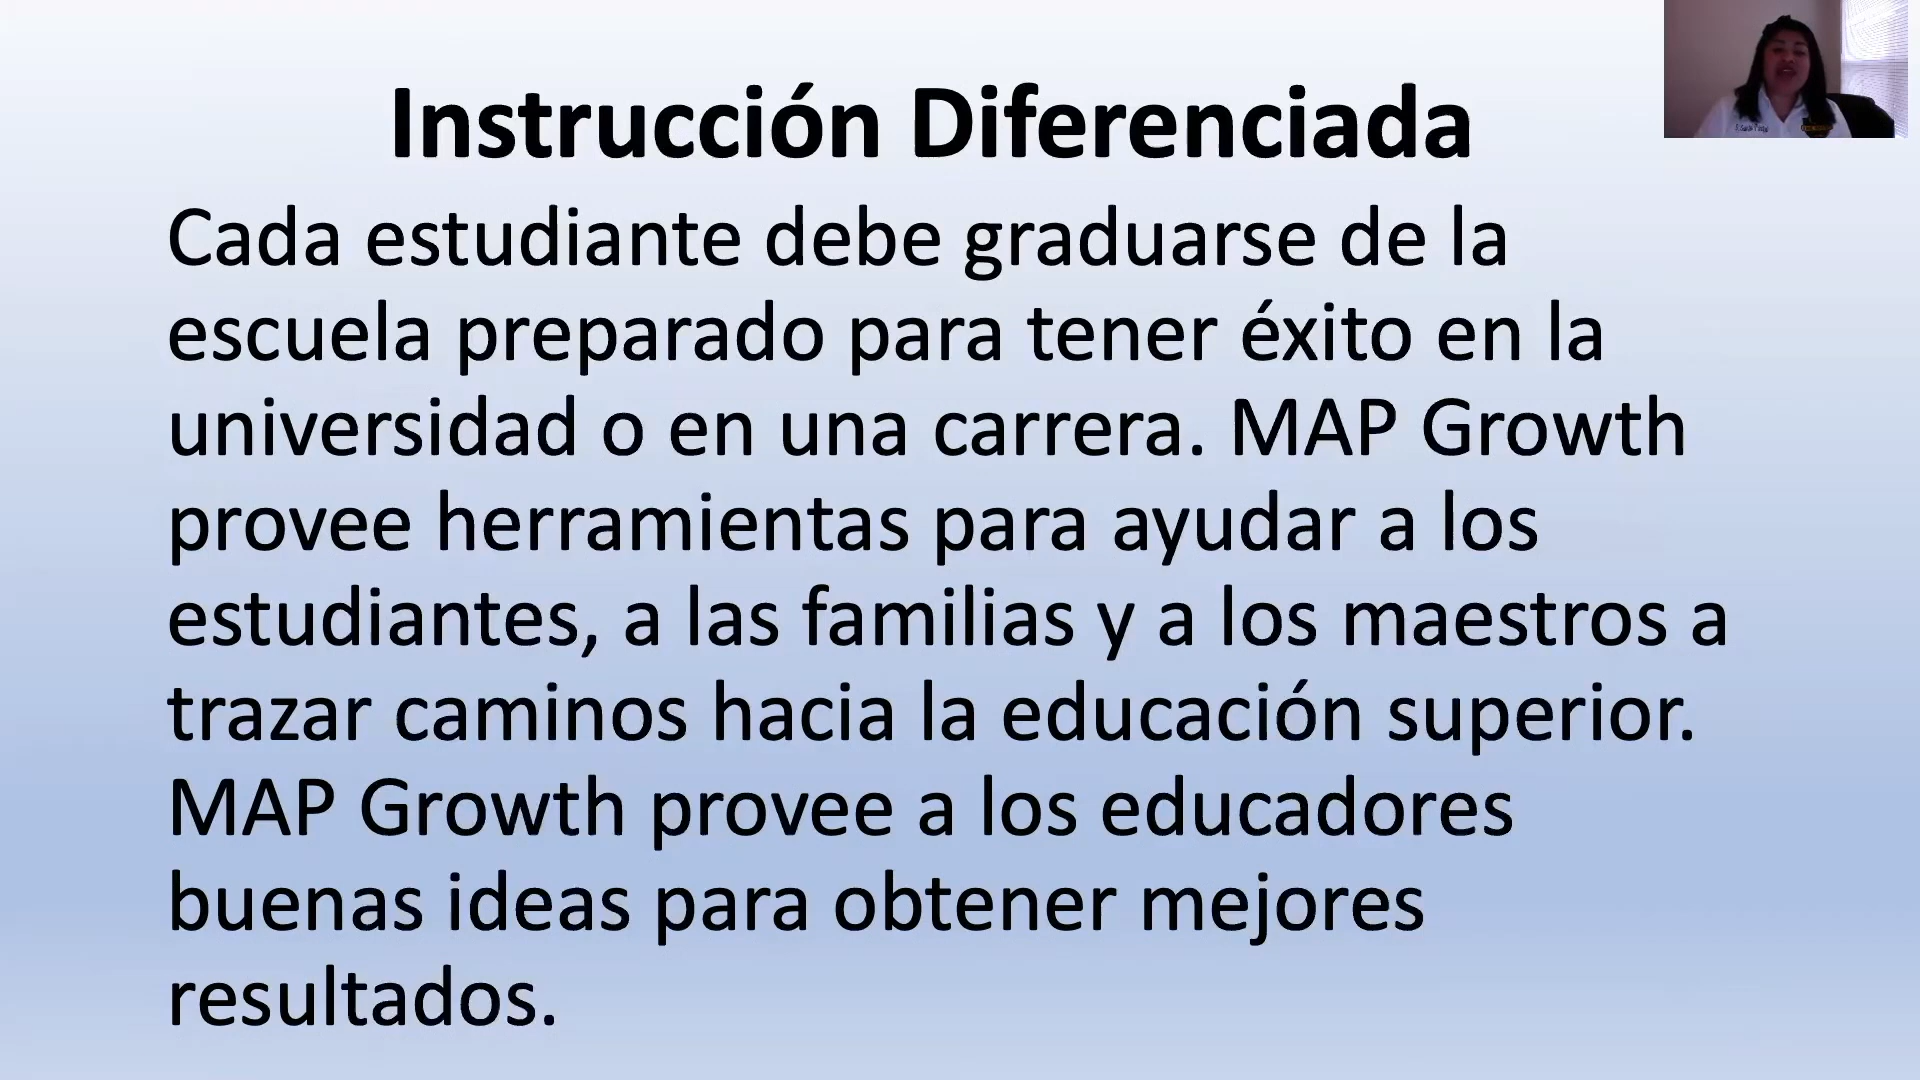 Instrucción Diferenciada
Cada estudiante debe graduarse de la
escuela preparado para tener éxito en la
universidad o en una carrera. MAP Growth
provee herramientas para ayudar a los
estudiantes, a las familias y a los maestros a
trazar caminos hacia la educación superior.
MAP Growth provee a los educadores
buenas ideas para obtener mejores
resultados.